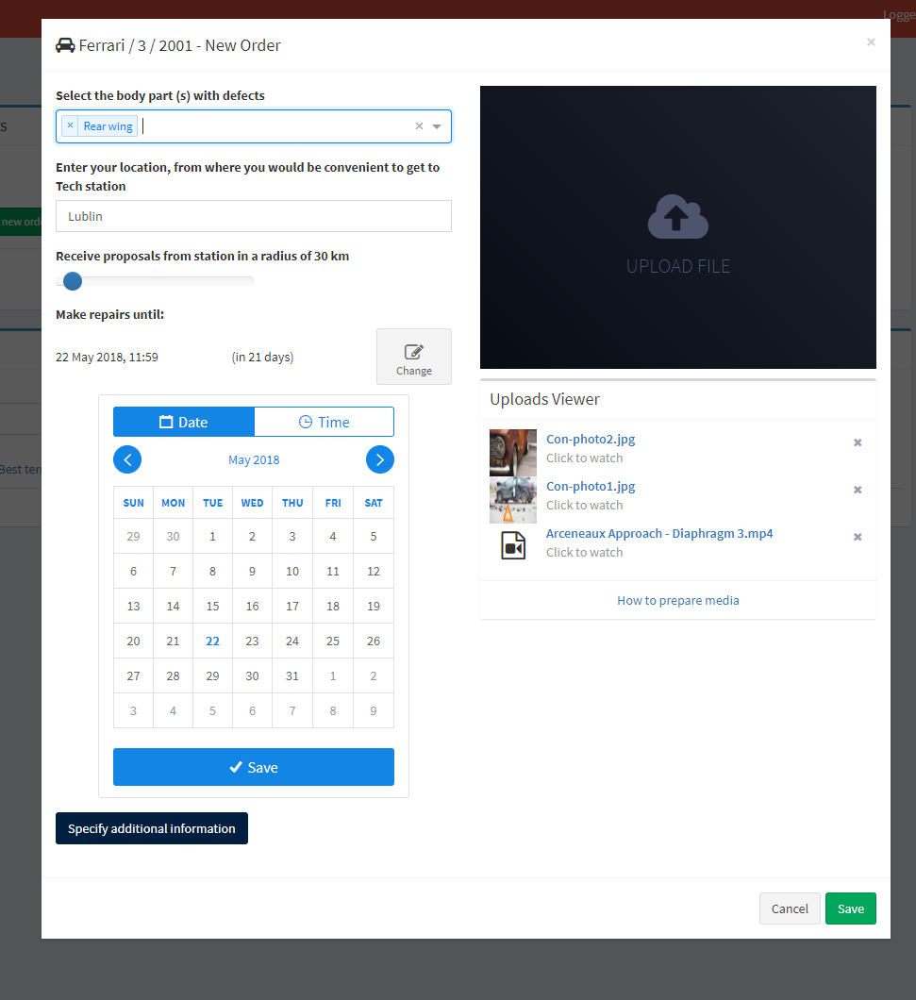 Logge
Ferrari / 3 / 2001 - New Order
×
Select the body part (s) with defects
× Rear wing ×
Enter your location, from where you would be convenient to get to
Tech station
Lublin
Receive proposals from station in a radius of 30 km
Make repairs until:
22 May 2018, 11:59 (in 21 days)
Change
Date Time
May 2018
SUN MON TUE WED THU FRI SAT
29 30 1 2 3 4 5
6 7 8 9 10 11 12
13 14 15 16 17 18 19
20 21 22 23 24 25 26
27 28 29 30 31 1 2
3 4 5 6 7 8 9
Save
Specify additional information
UPLOAD FILE
Uploads Viewer
Con-photo2.jpg
Click to watch
Con-photo1.jpg
Click to watch
Arceneaux Approach - Diaphragm 3.mp4
Click to watch
How to prepare media
Cancel Save
s
new orde
Best ter